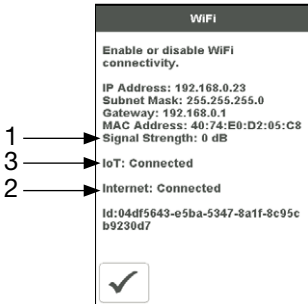 WiFi
Enable or disable WiFi
connectivity.
IP Address: 192.168.0.23
Subnet Mask: 255.255.255.0
Gateway: 192.168.0.1
MAC Address: 40:74:E0:D2:05:C8
1
Signal Strength: 0 dB
3
IoT: Connected
2
Internet: Connected
Id:04df5643-e5ba-5347-8a1f-8c95c
b9230d7